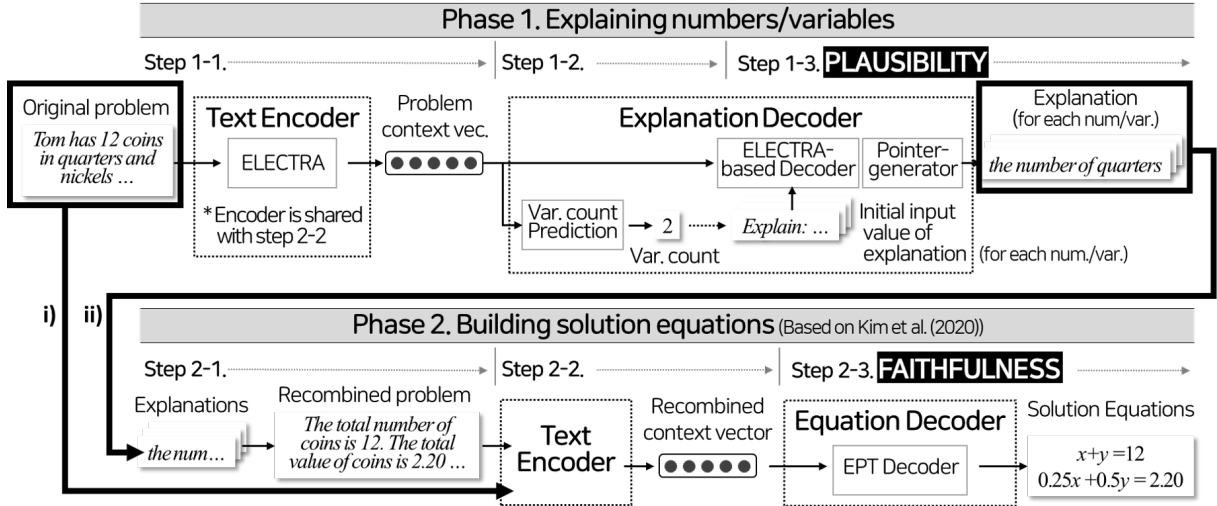 Phase 1. Explaining numbers/variables
Step 1-1.
Step 1-2.
Step 1-3. PLAUSIBILITY
Original problem
Tom has 12 coins
in quarters and
nickels ...
Text Encoder
ELECTRA
* Encoder is shared
with step 2-2
Problem
context vec.
Explanation Decoder
ELECTRA-
based Decoder
Pointer-
generator
Var. count
Prediction
2
Var. count
Explain: ...
Initial input
value of
explanation (for each num./var.)
Explanation
(for each num/var.)
the number of quarters
i)
ii)
Phase 2. Building solution equations (Based on Kim et al. (2020))
Step 2-1.
Step 2-2.
Step 2-3. FAITHFULNESS
Explanations
the num...
Recombined problem
The total number of
coins is 12. The total
value of coins is 2.20 ...
Text
Encoder
Recombined
context vector
Equation Decoder
EPT Decoder
Solution Equations
x+y =12
0.25x +0.5y = 2.20